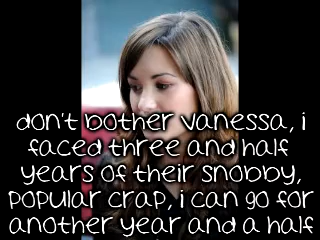 don't bother vanessa, i
faced three and half
years of their snobby,
popular crap, i can go for
another year and a half